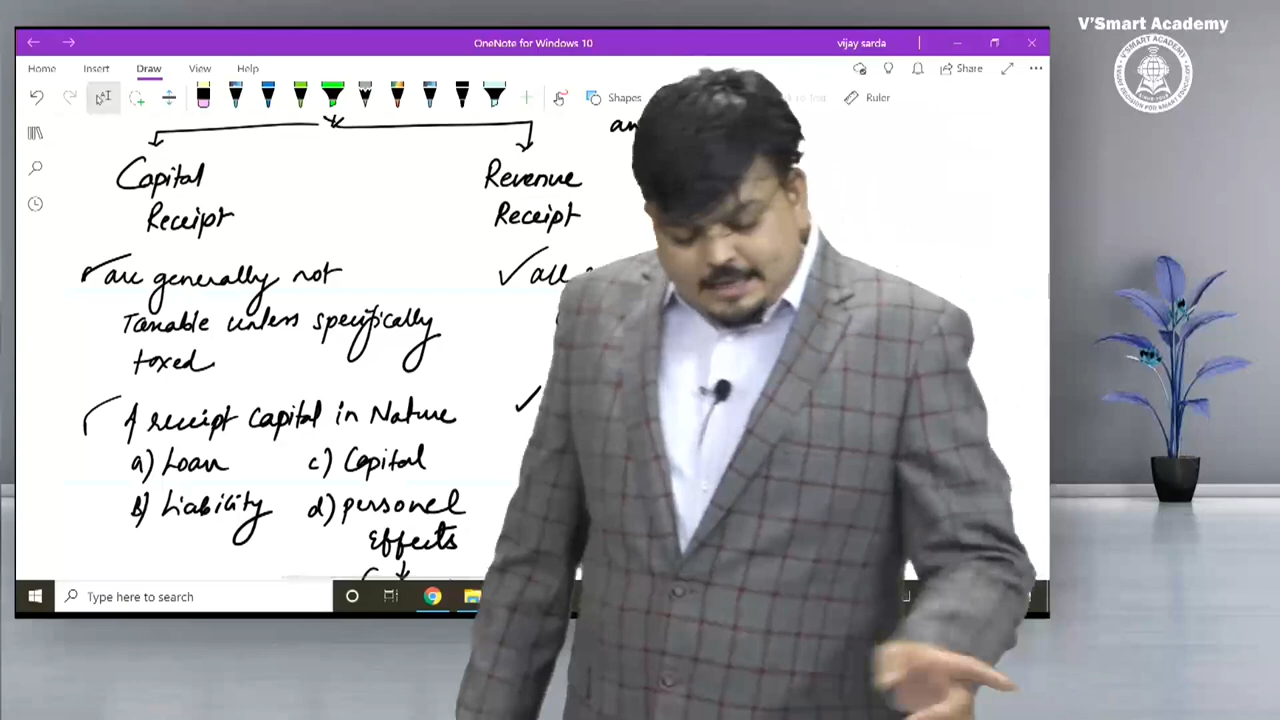 V'Smart Academy
OneNote for Windows 10
vijay sarda
Home Insert Draw View Help
Share
Shapes
Ruler
Capital
Receipt
Revenue
Receipt
are generally not
Taxable unless specifically
taxed
all
A receipt capital in Nature
a) Loan
c) Capital
b) Liability
d) personel
Effects
Type here to search